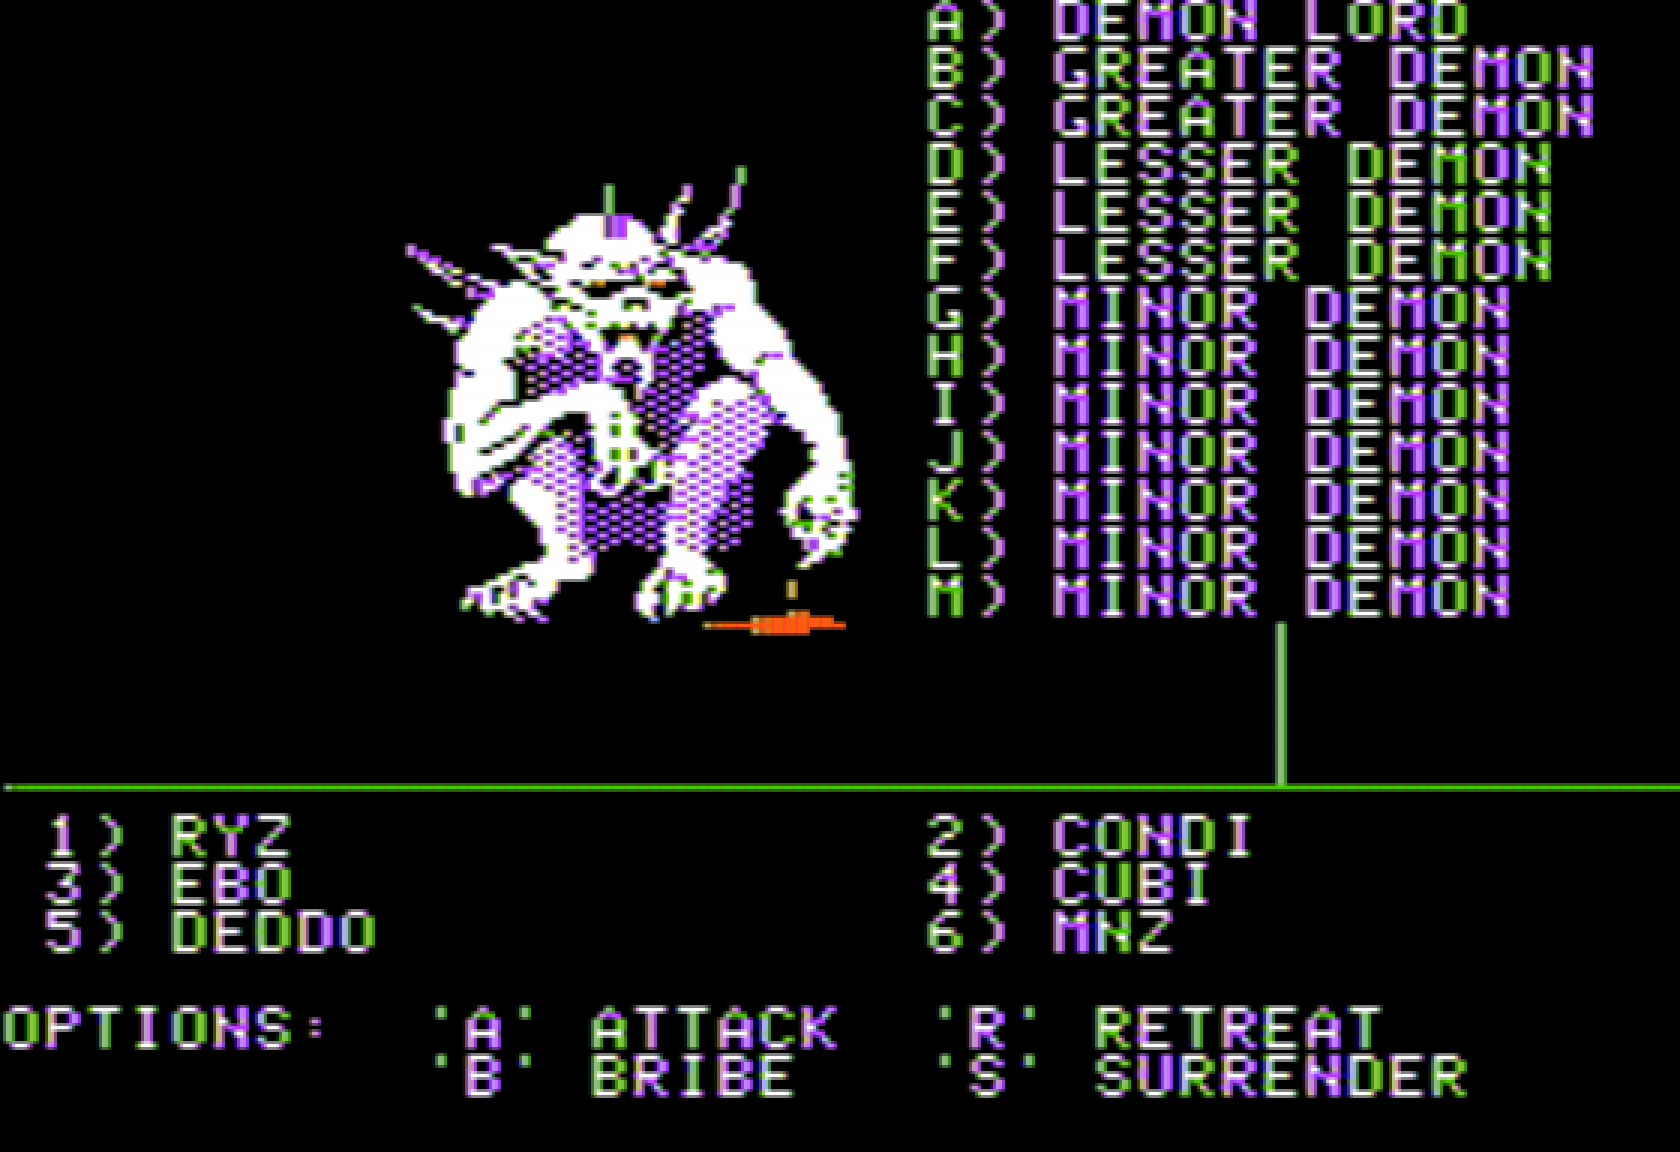 A) DEMON LORD
B) GREATER DEMON
C) GREATER DEMON
D) LESSER DEMON
E) LESSER DEMON
F) LESSER DEMON
G) MINOR DEMON
H) MINOR DEMON
I) MINOR DEMON
J) MINOR DEMON
K) MINOR DEMON
L) MINOR DEMON
M) MINOR DEMON
1) RYZ 2) CONDI
3) EBO 4) CUBI
5) DEDDO 6) MNZ
OPTIONS: 'A' ATTACK 'R' RETREAT
'B' BRIBE 'S' SURRENDER